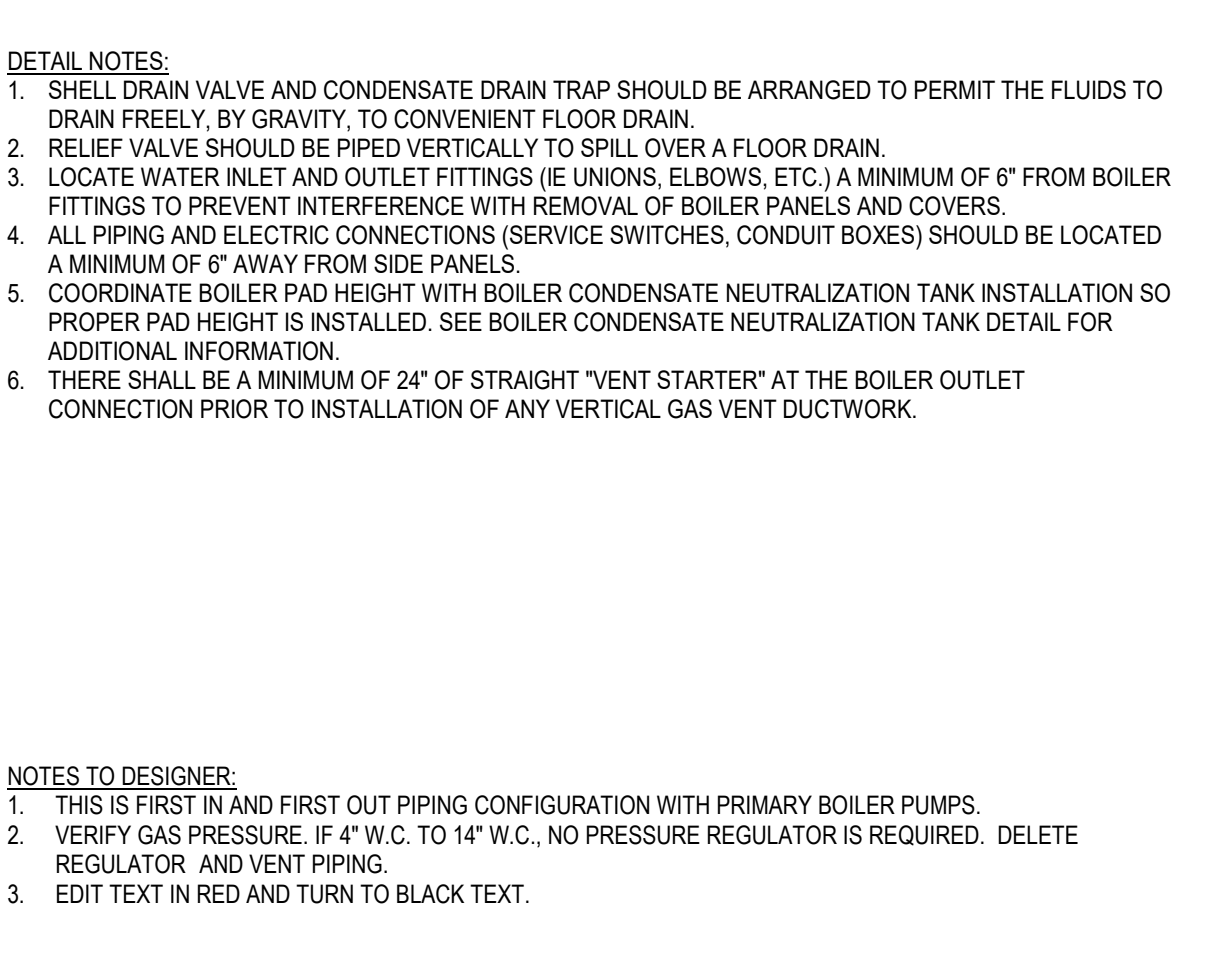 DETAIL NOTES:
1. SHELL DRAIN VALVE AND CONDENSATE DRAIN TRAP SHOULD BE ARRANGED TO PERMIT THE FLUIDS TO
DRAIN FREELY, BY GRAVITY, TO CONVENIENT FLOOR DRAIN.
2. RELIEF VALVE SHOULD BE PIPED VERTICALLY TO SPILL OVER A FLOOR DRAIN.
3. LOCATE WATER INLET AND OUTLET FITTINGS (IE UNIONS, ELBOWS, ETC.) A MINIMUM OF 6" FROM BOILER
FITTINGS TO PREVENT INTERFERENCE WITH REMOVAL OF BOILER PANELS AND COVERS.
4. ALL PIPING AND ELECTRIC CONNECTIONS (SERVICE SWITCHES, CONDUIT BOXES) SHOULD BE LOCATED
A MINIMUM OF 6" AWAY FROM SIDE PANELS.
5. COORDINATE BOILER PAD HEIGHT WITH BOILER CONDENSATE NEUTRALIZATION TANK INSTALLATION SO
PROPER PAD HEIGHT IS INSTALLED. SEE BOILER CONDENSATE NEUTRALIZATION TANK DETAIL FOR
ADDITIONAL INFORMATION.
6. THERE SHALL BE A MINIMUM OF 24" OF STRAIGHT "VENT STARTER" AT THE BOILER OUTLET
CONNECTION PRIOR TO INSTALLATION OF ANY VERTICAL GAS VENT DUCTWORK.
NOTES TO DESIGNER:
1. THIS IS FIRST IN AND FIRST OUT PIPING CONFIGURATION WITH PRIMARY BOILER PUMPS.
2. VERIFY GAS PRESSURE. IF 4" W.C. TO 14" W.C., NO PRESSURE REGULATOR IS REQUIRED. DELETE
REGULATOR AND VENT PIPING.
3. EDIT TEXT IN RED AND TURN TO BLACK TEXT.